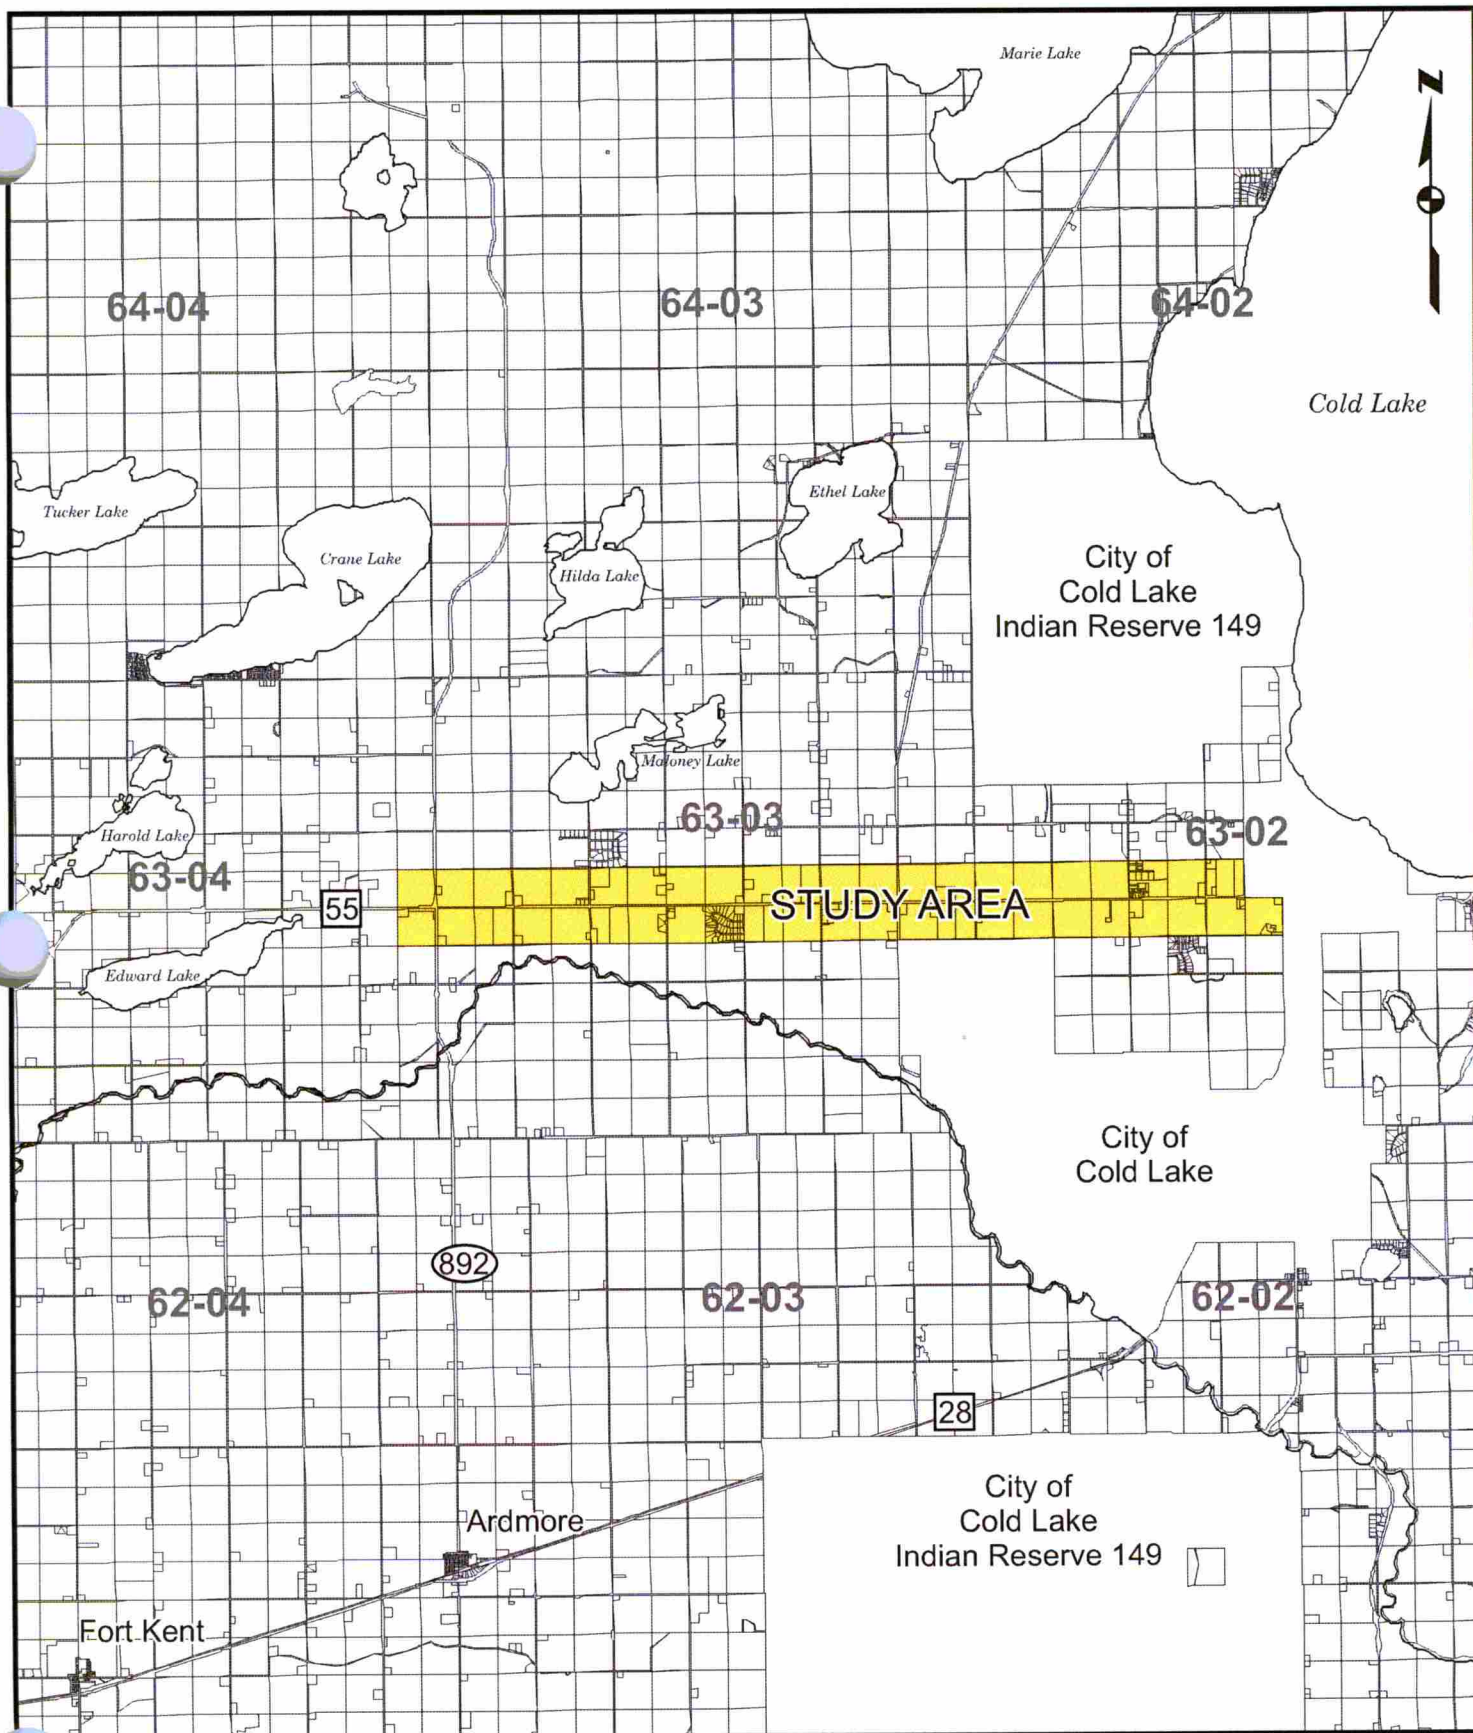 Marie Lake
N
64-04
64-03
64-02
Cold Lake
Tucker Lake
Crane Lake
Hilda Lake
Ethel Lake
City of
Cold Lake
Indian Reserve 149
Maloney Lake
Harold Lake
63-04
63-03
63-02
55
STUDY AREA
Edward Lake
City of
Cold Lake
892
62-04
62-03
62-02
28
City of
Cold Lake
Indian Reserve 149
Ardmore
Fort Kent